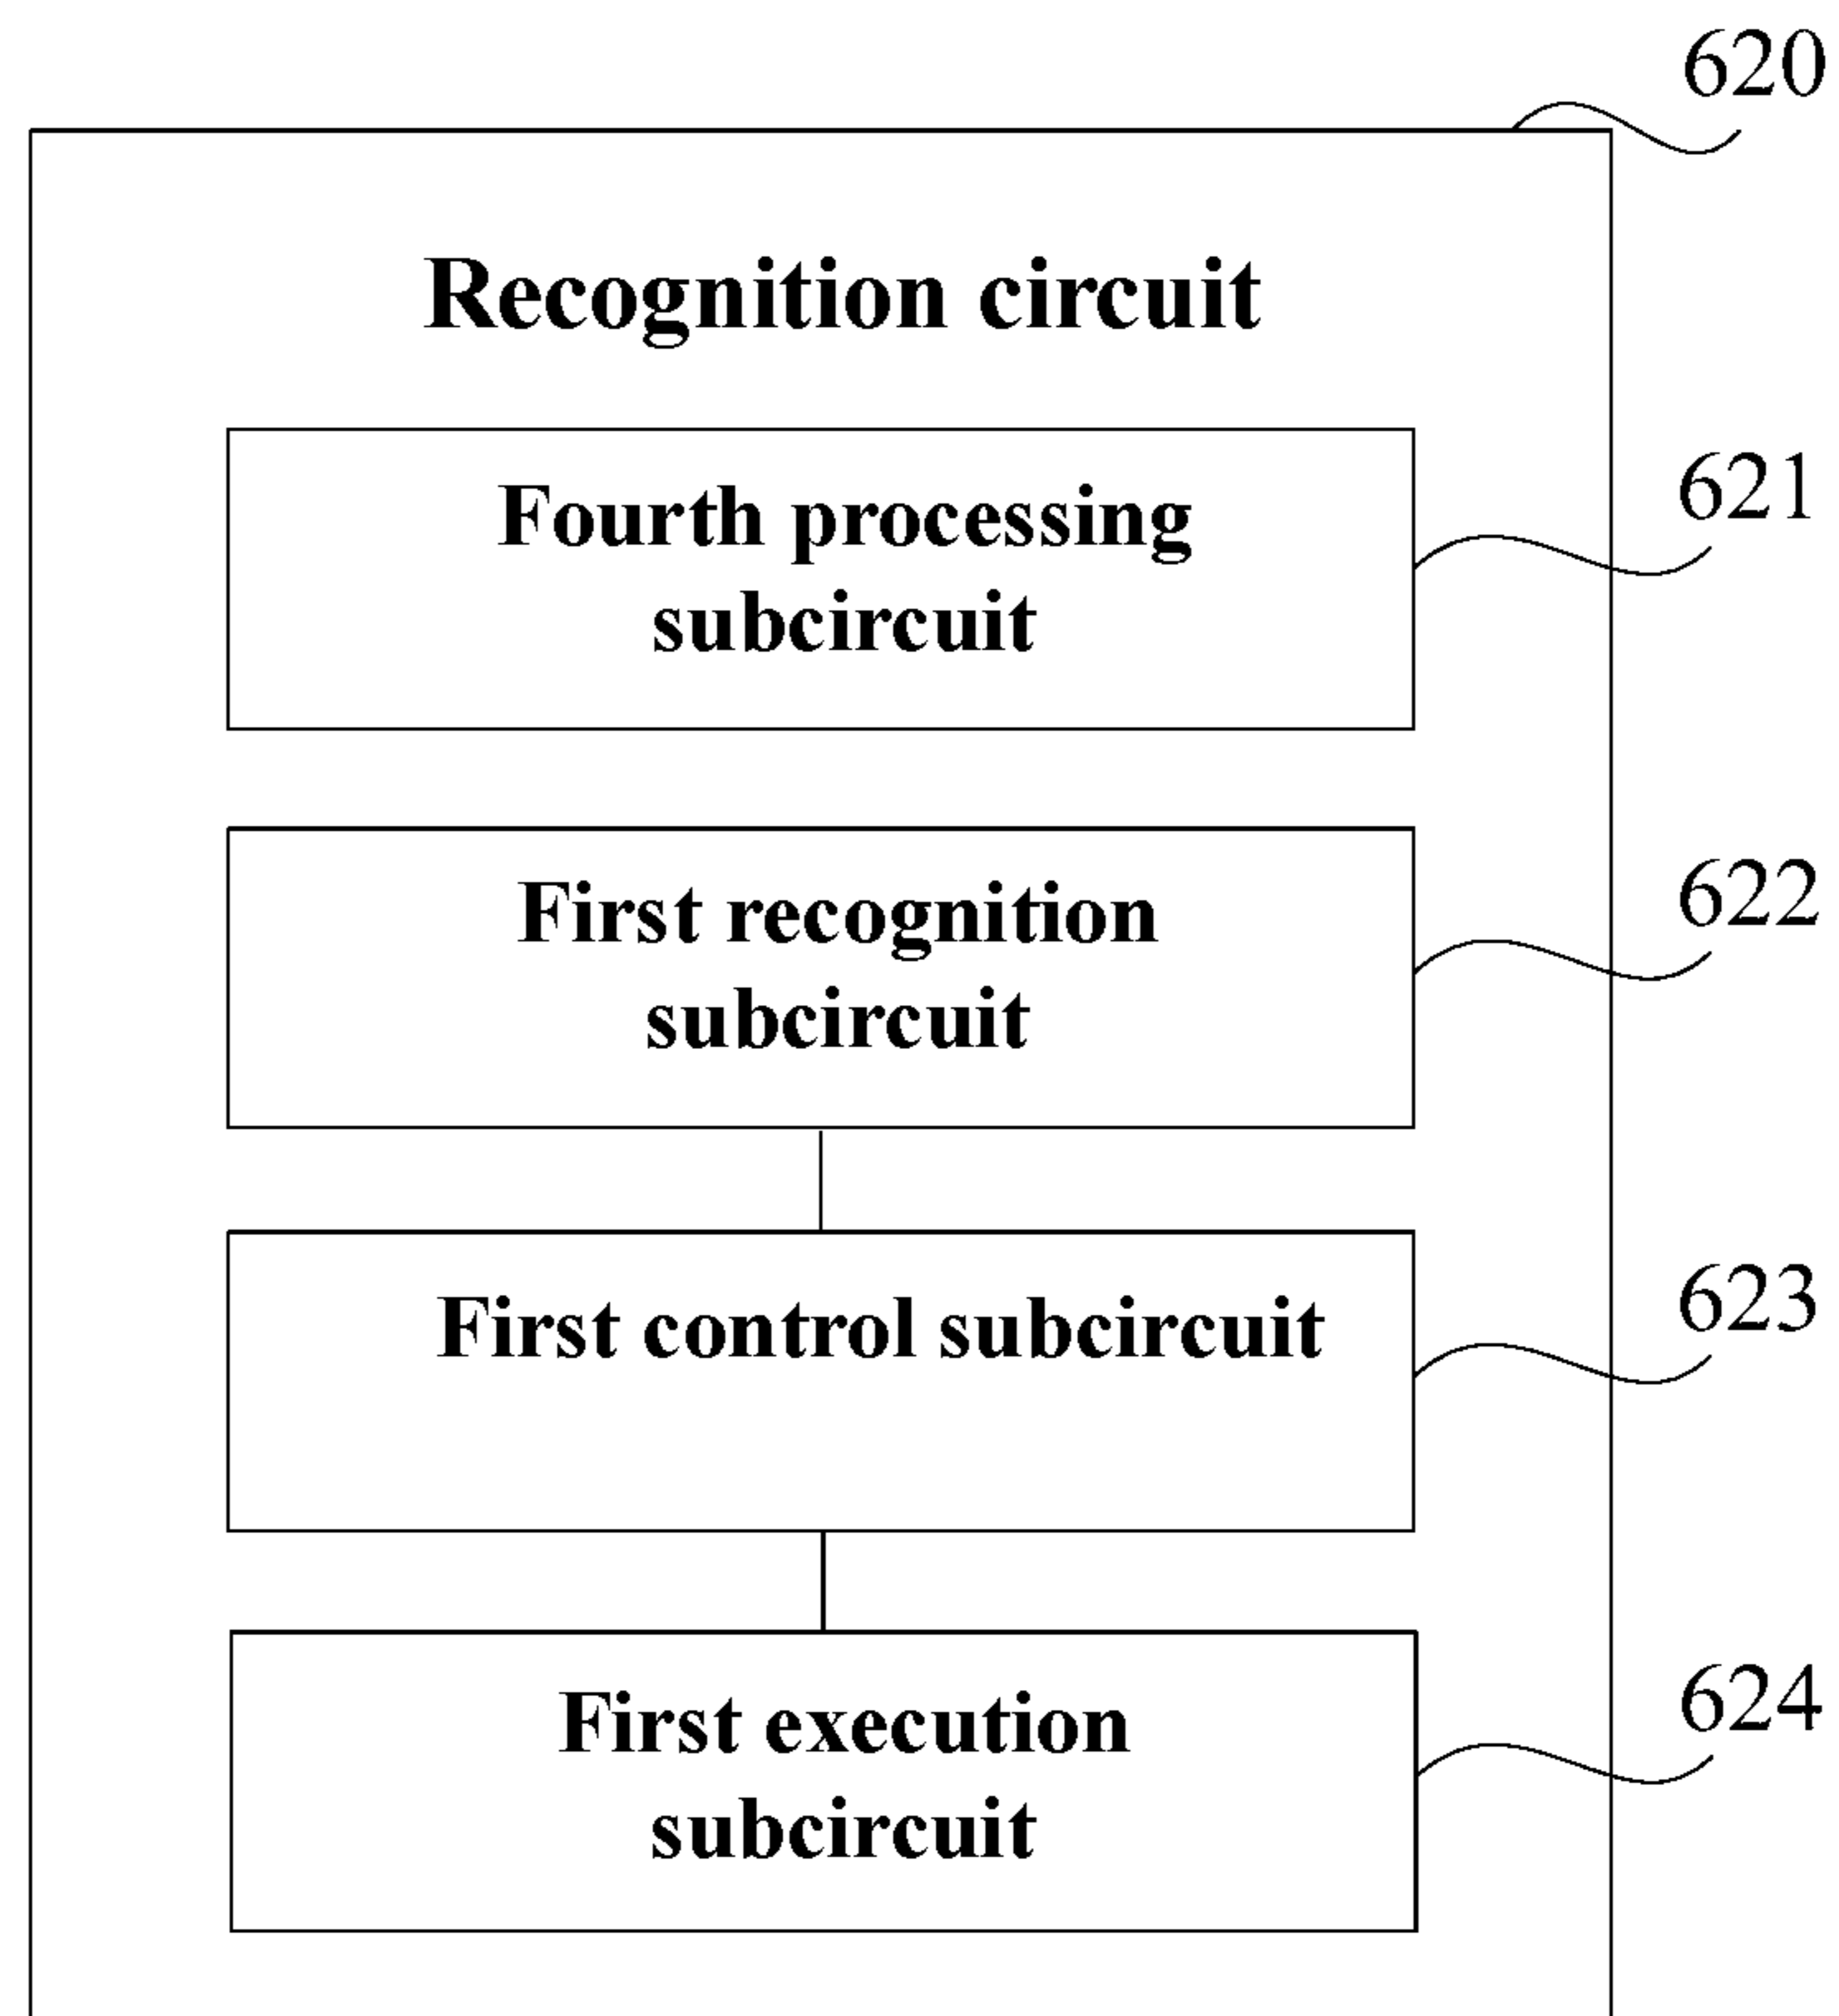 620
Recognition circuit
Fourth processing
subcircuit
621
First recognition
subcircuit
622
First control subcircuit
623
First execution
subcircuit
624